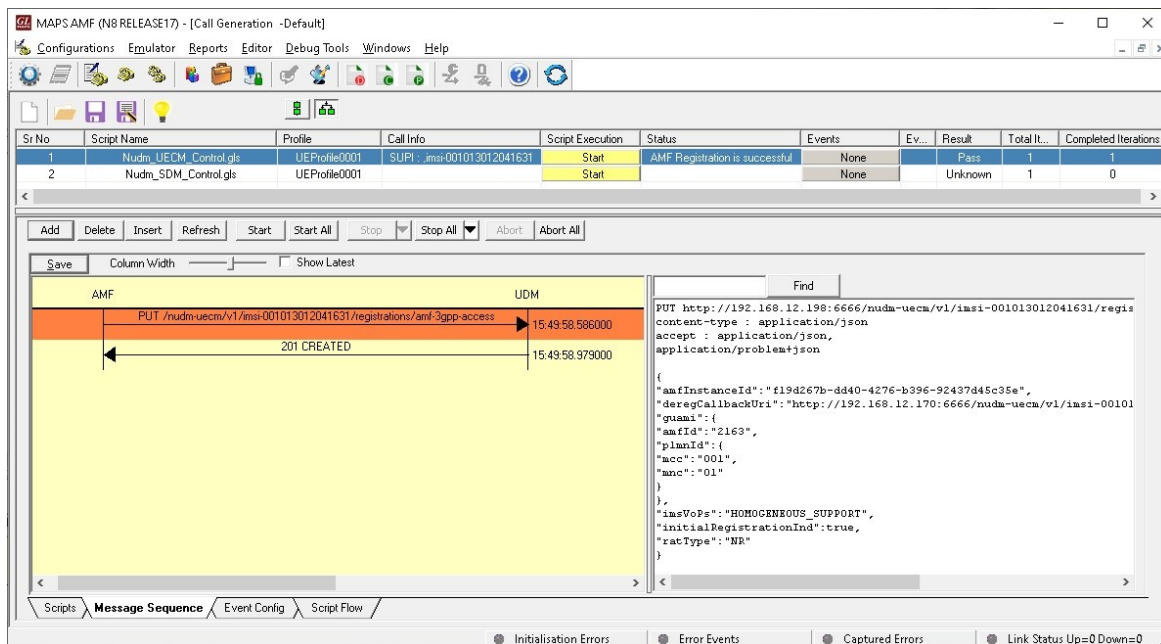 MAPS AMF (N8 RELEASE17) - [Call Generation -Default]
Configurations Emulator Reports Editor Debug Tools Windows Help
Sr No Script Name Profile Call Info Script Execution Status Events Ev... Result Total It... Completed Iterations
1 Nudm_UECM_Control.gls UEProfile0001 SUPI : ,imsi-001013012041631 Start AMF Registration is successful None Pass 1 1
2 Nudm_SDM_Control.gls UEProfile0001 Start None Unknown 1 0
Add Delete Insert Refresh Start Start All Stop Stop All Abort Abort All
Save Column Width Show Latest
Find
AMF UDM
PUT /nudm-uecm/v1/imsi-001013012041631/registrations/amf-3gpp-access
15:49:58.586000
201 CREATED
15:49:58.979000
PUT http://192.168.12.198:6666/nudm-uecm/v1/imsi-001013012041631/regis
content-type : application/json
accept : application/json,
application/problem+json
{
"amfInstanceId":"f19d267b-dd40-4276-b396-92437d45c35e",
"deregCallbackUri":"http://192.168.12.170:6666/nudm-uecm/v1/imsi-00101
"guami":{
"amfId":"2163",
"plmnId":{
"mcc":"001",
"mnc":"01"
}
},
"imsVoPs":"HOMOGENEOUS_SUPPORT",
"initialRegistrationInd":true,
"ratType":"NR"
}
Scripts Message Sequence Event Config Script Flow
Initialisation Errors Error Events Captured Errors Link Status Up=0 Down=0